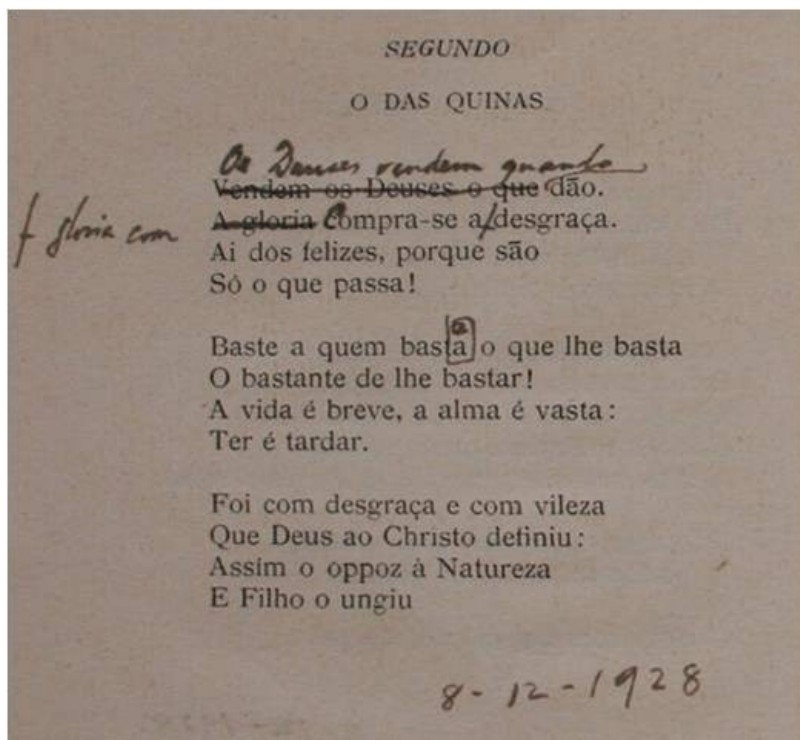 SEGUNDO
O DAS QUINAS
Os Deuses vendem quando
Vendem os Deuses o que dão.
f gloria com
A gloria Compra-se a desgraça.
Ai dos felizes, porque são
Só o que passa!
Baste a quem basta o que lhe basta
O bastante de lhe bastar!
A vida é breve, a alma é vasta:
Ter é tardar.
Foi com desgraça e com vileza
Que Deus ao Christo definiu:
Assim o oppoz à Natureza
E Filho o ungiu
8-12-1928